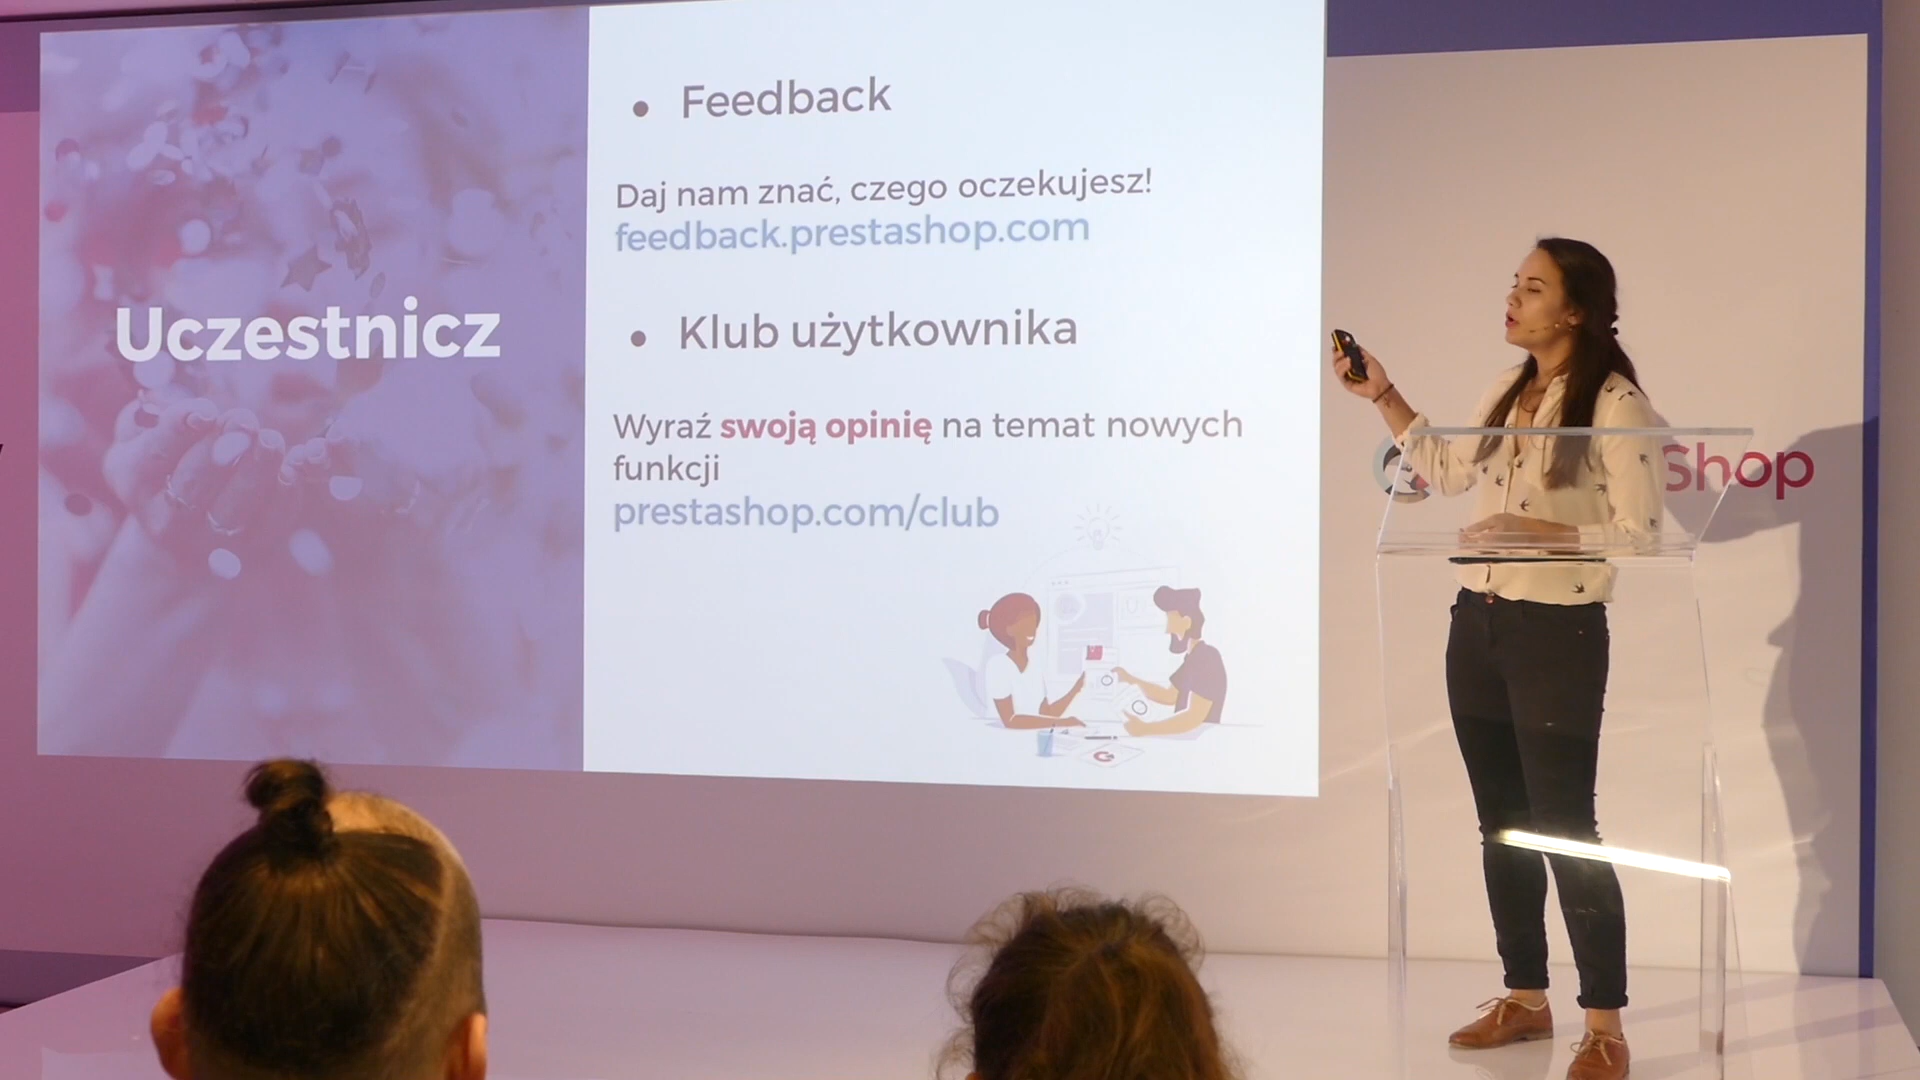 Uczestnicz
• Feedback
Daj nam znać, czego oczekujesz!
feedback.prestashop.com
• Klub użytkownika
Wyraź swoją opinię na temat nowych
funkcji
prestashop.com/club
Shop